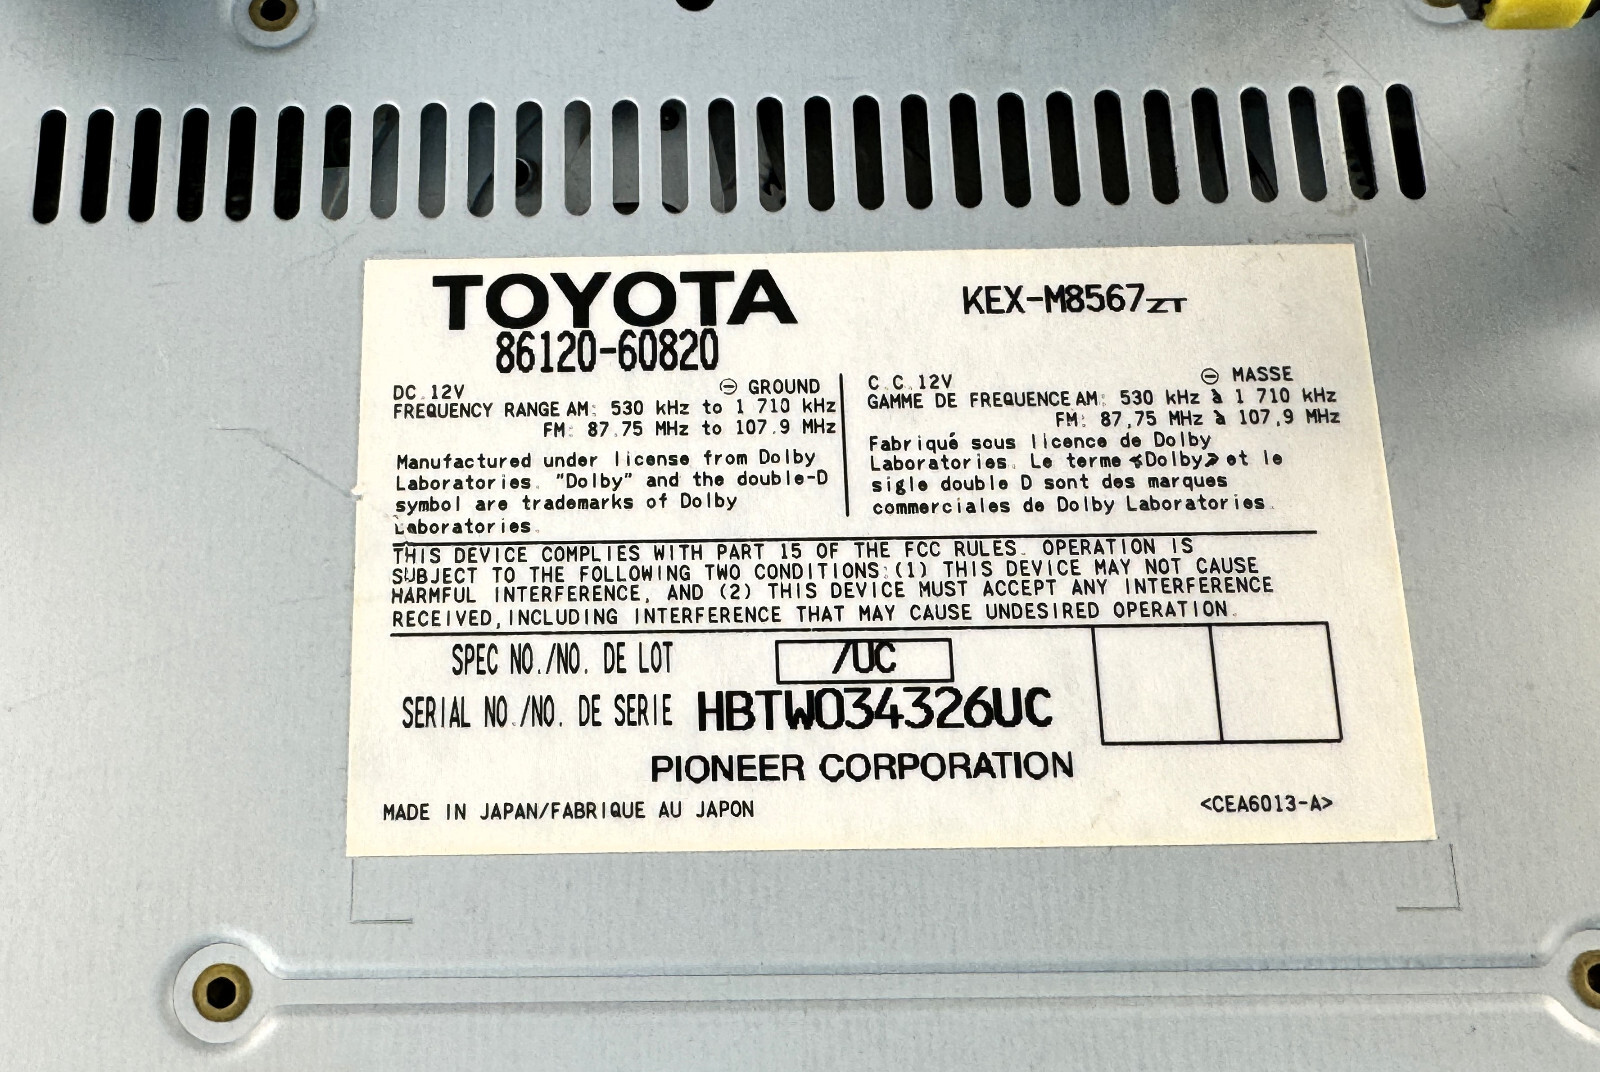 TOYOTA
86120-60820
KEX-M8567ZT
DC 12V ⊖ GROUND
FREQUENCY RANGE AM: 530 kHz to 1 710 kHz
FM: 87.75 MHz to 107.9 MHz
Manufactured under license from Dolby
Laboratories. "Dolby" and the double-D
symbol are trademarks of Dolby
Laboratories.
C.C. 12V ⊖ MASSE
GAMME DE FREQUENCE AM: 530 kHz à 1 710 kHz
FM: 87,75 MHz à 107,9 MHz
Fabriqué sous licence de Dolby
Laboratories. Le terme «Dolby» et le
sigle double D sont des marques
commerciales de Dolby Laboratories.
THIS DEVICE COMPLIES WITH PART 15 OF THE FCC RULES. OPERATION IS
SUBJECT TO THE FOLLOWING TWO CONDITIONS:(1) THIS DEVICE MAY NOT CAUSE
HARMFUL INTERFERENCE, AND (2) THIS DEVICE MUST ACCEPT ANY INTERFERENCE
RECEIVED, INCLUDING INTERFERENCE THAT MAY CAUSE UNDESIRED OPERATION.
SPEC NO./NO. DE LOT /UC
SERIAL NO./NO. DE SERIE HBTW034326UC
PIONEER CORPORATION
MADE IN JAPAN/FABRIQUE AU JAPON
<CEA6013-A>